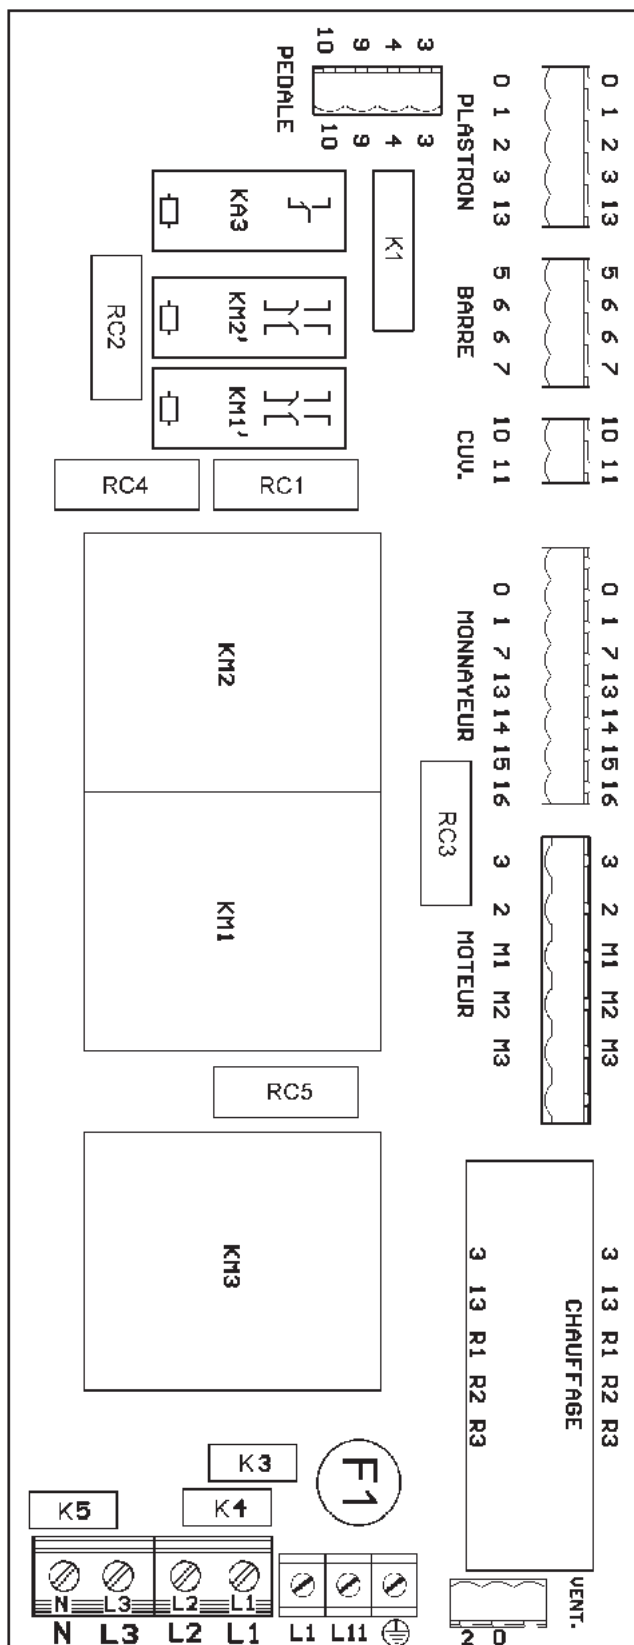 10 9 4 3
PEDALE
10 9 4 3
0 1 2 3 13
PLASTRON
0 1 2 3 13
KA3
K1
RC2
KM2'
KM1'
5 6 6 7
BARRE
5 6 6 7
10 11
CUV.
10 11
RC4
RC1
KM2
0 1 7 13 14 15 16
MONNAYEUR
0 1 7 13 14 15 16
RC3
KM1
3 2 M1 M2 M3
MOTEUR
3 2 M1 M2 M3
RC5
KM3
3 13 R1 R2 R3
CHAUFFAGE
3 13 R1 R2 R3
K3
F1
K5
K4
N L3 L2 L1
N L3 L2 L1 L1 L11
VENT.
2 0